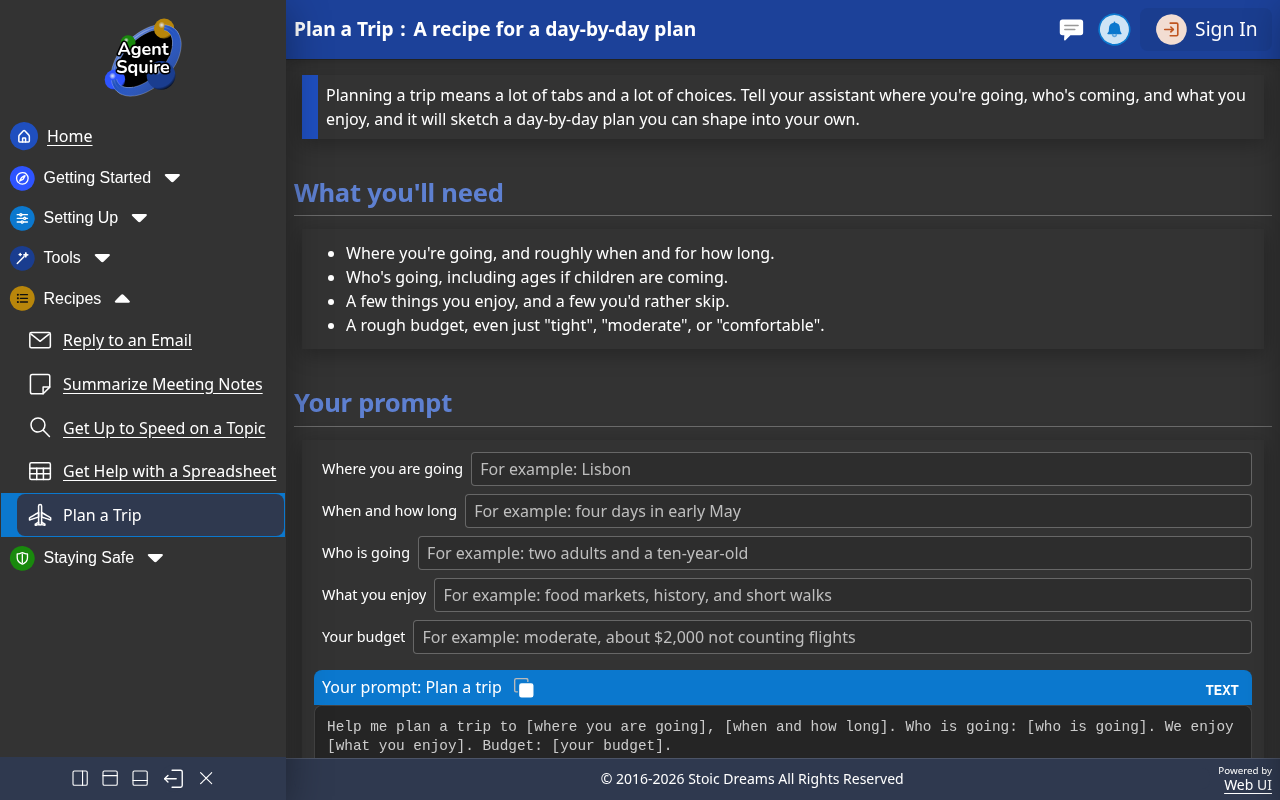 Agent
Squire
Home
Getting Started
Setting Up
Tools
Recipes
Reply to an Email
Summarize Meeting Notes
Get Up to Speed on a Topic
Get Help with a Spreadsheet
Plan a Trip
Staying Safe
Plan a Trip : A recipe for a day-by-day plan
Sign In
Planning a trip means a lot of tabs and a lot of choices. Tell your assistant where you're going, who's coming, and what you
enjoy, and it will sketch a day-by-day plan you can shape into your own.
What you'll need
• Where you're going, and roughly when and for how long.
• Who's going, including ages if children are coming.
• A few things you enjoy, and a few you'd rather skip.
• A rough budget, even just "tight", "moderate", or "comfortable".
Your prompt
Where you are going For example: Lisbon
When and how long For example: four days in early May
Who is going For example: two adults and a ten-year-old
What you enjoy For example: food markets, history, and short walks
Your budget For example: moderate, about $2,000 not counting flights
Your prompt: Plan a trip TEXT
Help me plan a trip to [where you are going], [when and how long]. Who is going: [who is going]. We enjoy
[what you enjoy]. Budget: [your budget].
© 2016-2026 Stoic Dreams All Rights Reserved
Powered by
Web UI